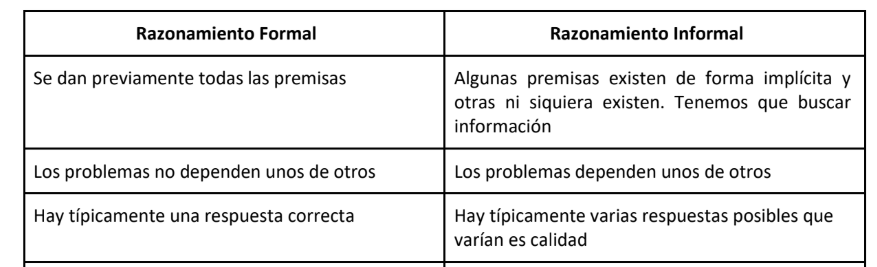 Razonamiento Formal
Razonamiento Informal
Se dan previamente todas las premisas
Algunas premisas existen de forma implícita y
otras ni siquiera existen. Tenemos que buscar
información
Los problemas no dependen unos de otros
Los problemas dependen unos de otros
Hay típicamente una respuesta correcta
Hay típicamente varias respuestas posibles que
varían es calidad